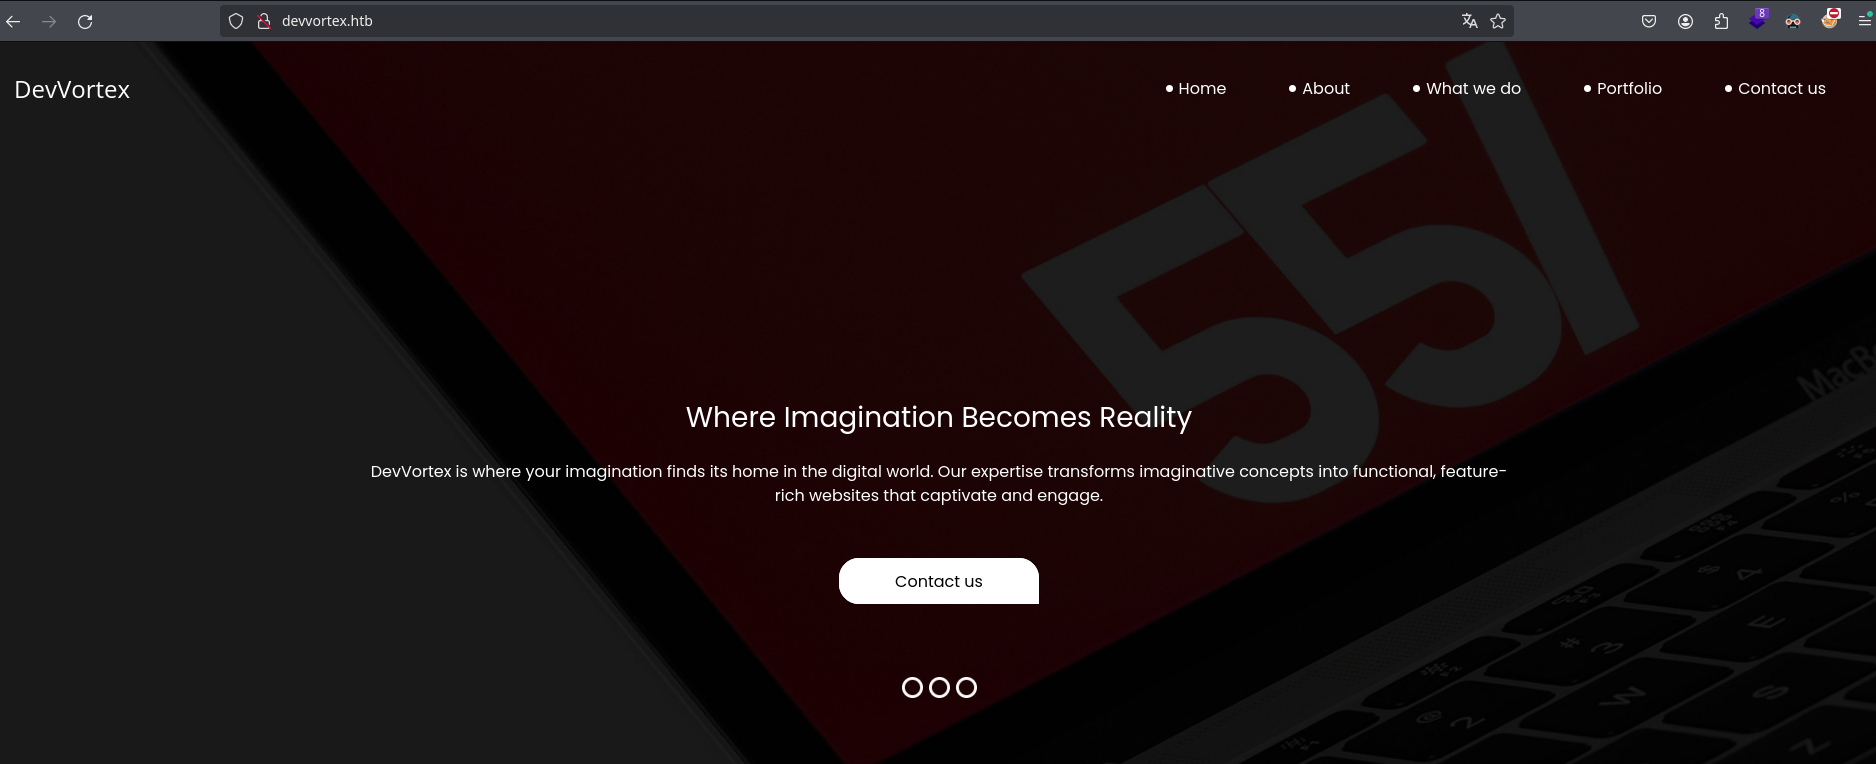 devvortex.htb
8
DevVortex
Home
About
What we do
Portfolio
Contact us
55/
Where Imagination Becomes Reality
DevVortex is where your imagination finds its home in the digital world. Our expertise transforms imaginative concepts into functional, feature-
rich websites that captivate and engage.
Contact us